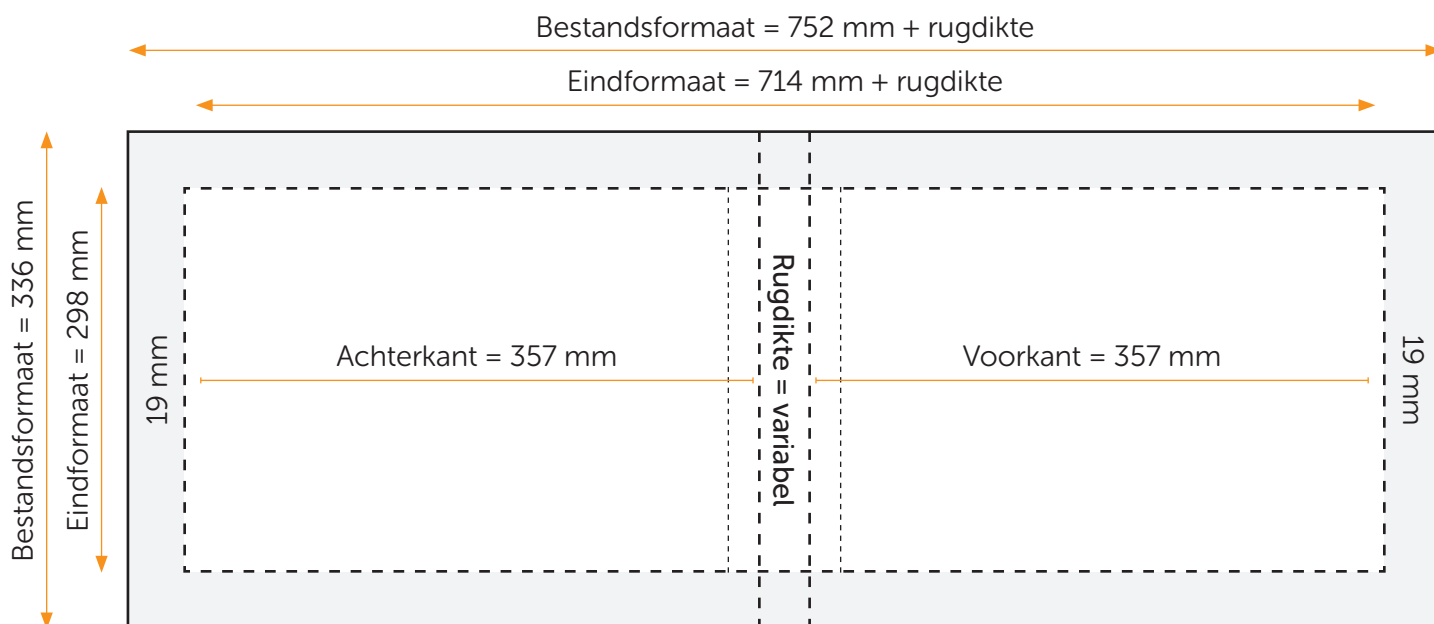 Bestandsformaat = 752 mm + rugdikte
Eindformaat = 714 mm + rugdikte
Bestandsformaat = 336 mm
Eindformaat = 298 mm
19 mm
Achterkant = 357 mm
Rugdikte = variabel
Voorkant = 357 mm
19 mm